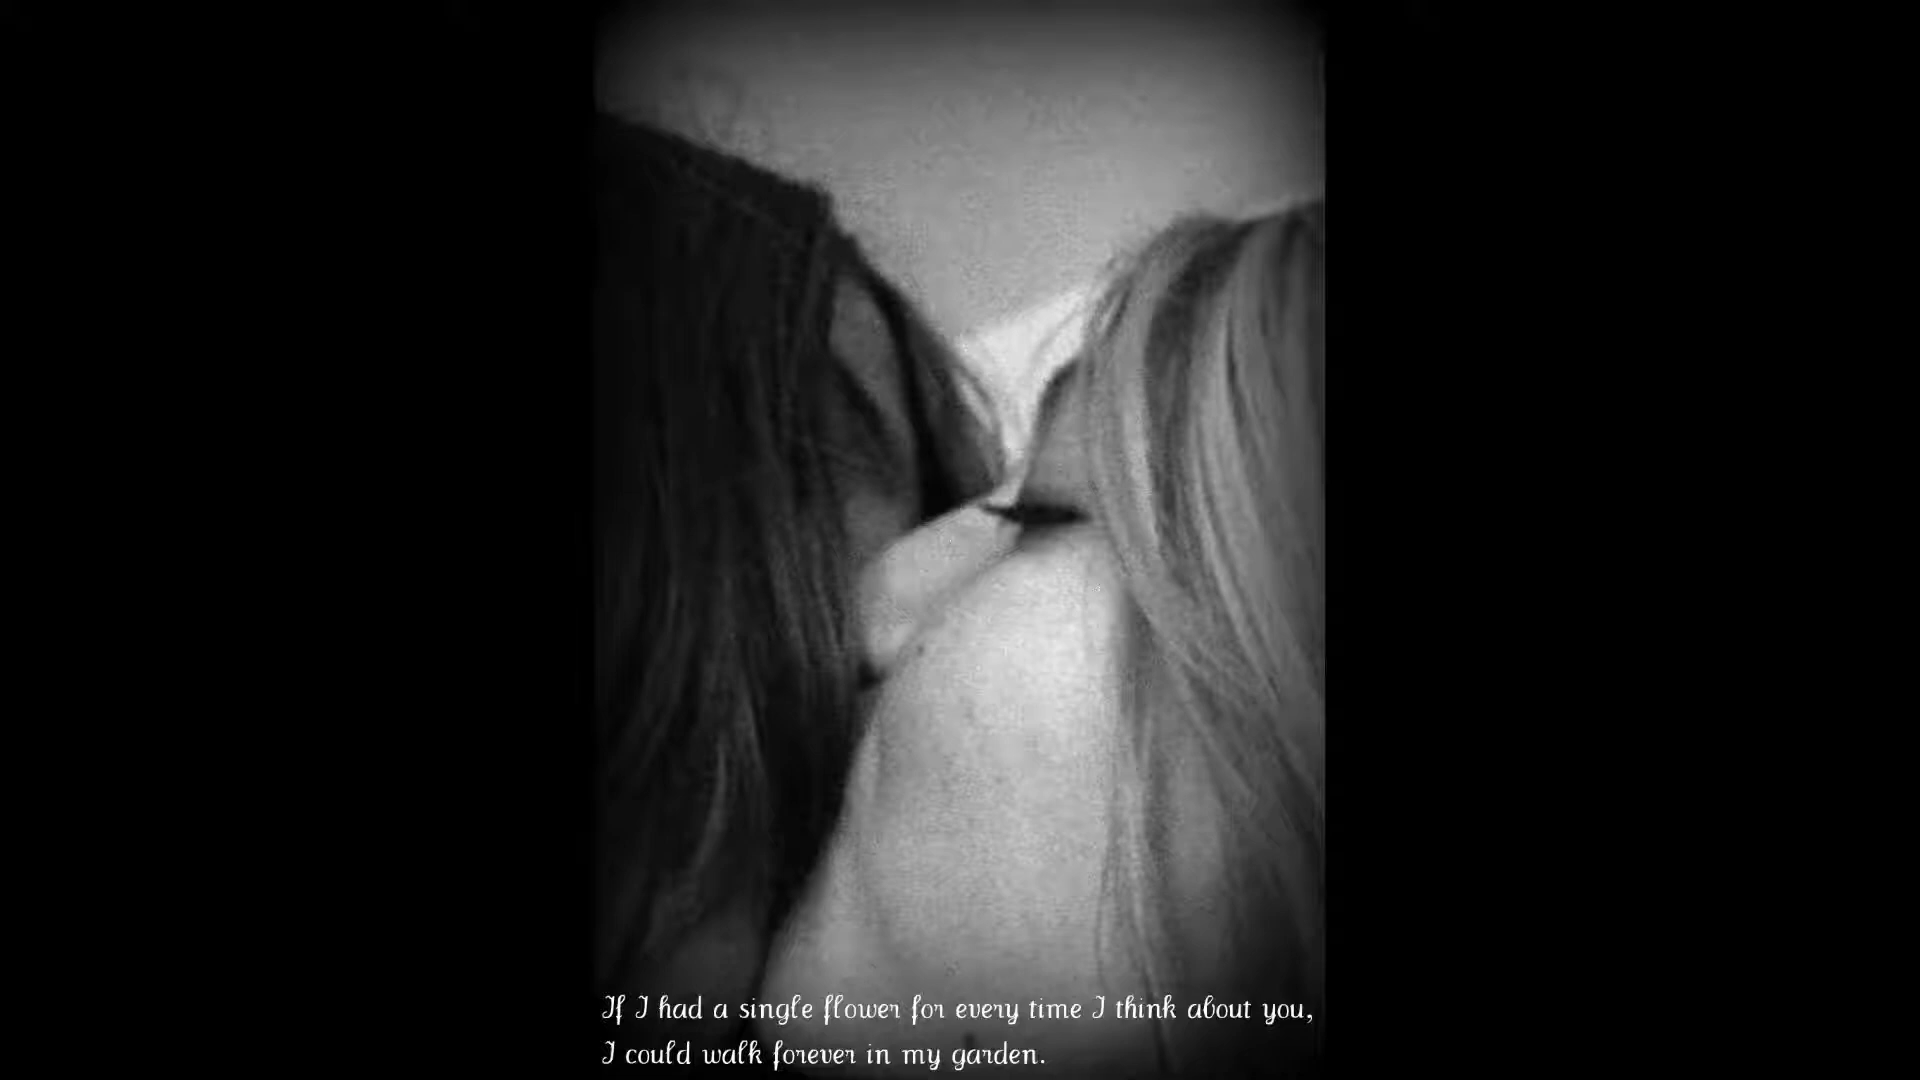 If I had a single flower for every time I think about you,
I could walk forever in my garden.